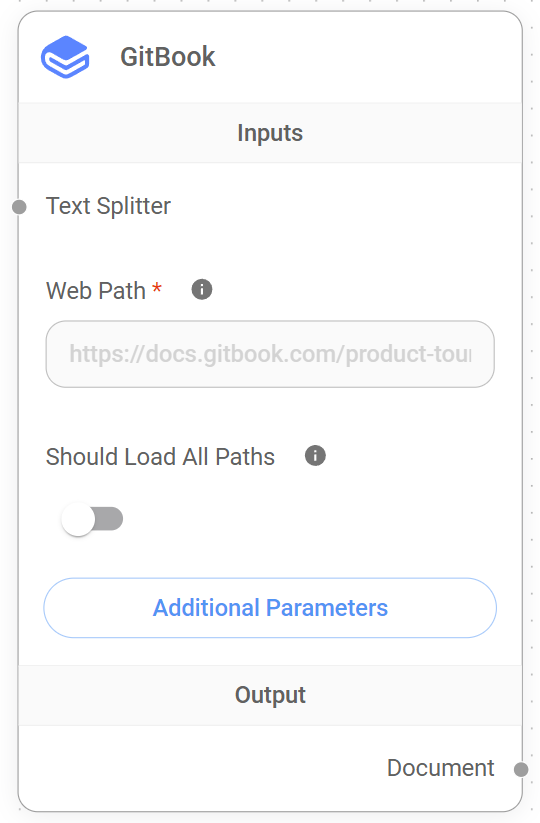 GitBook
Inputs
Text Splitter
Web Path *
https://docs.gitbook.com/product-tour
Should Load All Paths
Additional Parameters
Output
Document